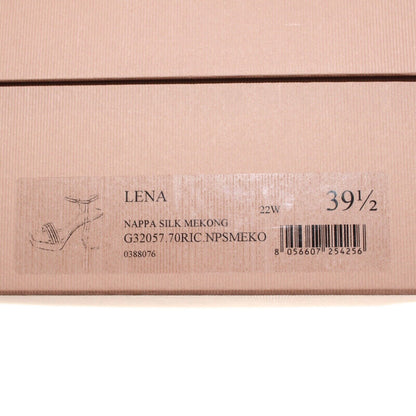 LENA
22W
39½
NAPPA SILK MEKONG
G32057.70RIC.NPSMEKO
0388076
8 056607 254256